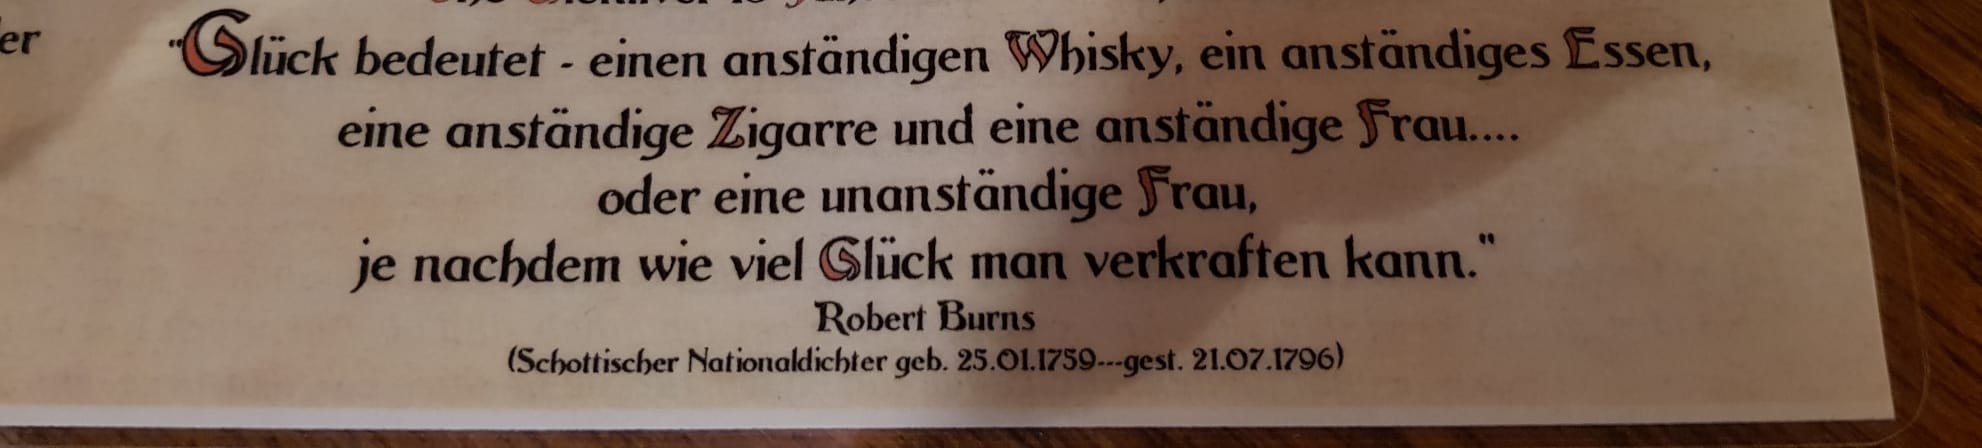 er
"Glück bedeutet - einen anständigen Whisky, ein anständiges Essen,
eine anständige Zigarre und eine anständige Frau....
oder eine unanständige Frau,
je nachdem wie viel Glück man verkraften kann."
Robert Burns
(Schottischer Nationaldichter geb. 25.01.1759---gest. 21.07.1796)